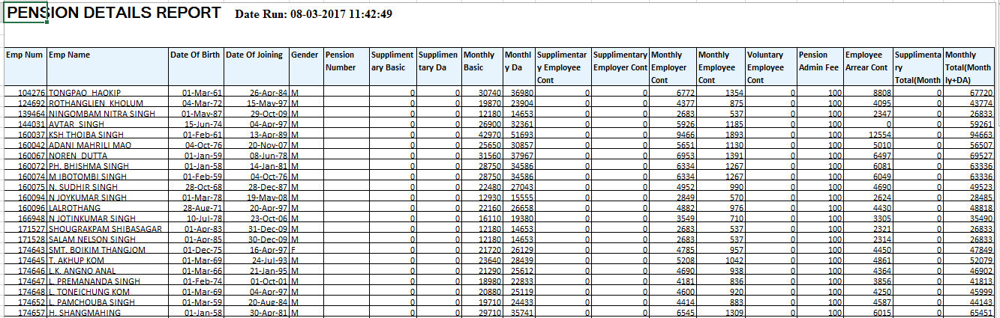 PENSION DETAILS REPORT Date Run: 08-03-2017 11:42:49
Emp Num Emp Name Date Of Birth Date Of Joining Gender Pension Number Supplimentary Basic Supplimentary Da Monthly Basic Monthly Da Supplimentary Employee Cont Supplimentary Employer Cont Monthly Employer Cont Monthly Employee Cont Voluntary Employee Cont Pension Admin Fee Employee Arrear Cont Supplimentary Total(Month Monthly Total(Monthly+DA)
104276 TONGPAO HAOKIP 01-Mar-61 26-Apr-84 M 0 0 30740 36980 0 0 6772 1354 0 100 8808 0 67720
124692 ROTHANGLIEN KHOLUM 04-Mar-72 15-May-97 M 0 0 19870 23904 0 0 4377 875 0 100 4095 0 43774
139464 NINGOMBAM NITRA SINGH 01-May-87 29-Oct-09 M 0 0 12180 14653 0 0 2683 537 0 100 2347 0 26833
144031 AVTAR SINGH 15-Jun-74 04-Apr-97 M 0 0 26900 32361 0 0 5926 1185 0 100 0 0 59261
160037 KSH THOIBA SINGH 01-Feb-61 13-Apr-89 M 0 0 42970 51693 0 0 9466 1893 0 100 12554 0 94663
160042 ADANI MAHRILI MAO 04-Oct-76 20-Nov-07 M 0 0 25650 30857 0 0 5651 1130 0 100 5010 0 56507
160067 NOREN DUTTA 01-Jan-59 08-Jun-78 M 0 0 31560 37967 0 0 6953 1391 0 100 6497 0 69527
160072 PH. BHISHMA SINGH 01-Jan-58 14-Jan-81 M 0 0 28750 34586 0 0 6334 1267 0 100 6081 0 63336
160074 M IBOTOMBI SINGH 01-Feb-59 04-Oct-76 M 0 0 28750 34586 0 0 6334 1267 0 100 6049 0 63336
160075 N. SUDHIR SINGH 28-Oct-68 28-Dec-87 M 0 0 22480 27043 0 0 4952 990 0 100 4690 0 49523
160094 N JOYKUMAR SINGH 01-Mar-78 19-May-08 M 0 0 12930 15555 0 0 2849 570 0 100 2624 0 28485
160096 LALROTHANG 28-Aug-71 20-Apr-97 M 0 0 22160 26658 0 0 4882 976 0 100 4430 0 48818
166948 N JOTINKUMAR SINGH 10-Jul-78 23-Oct-06 M 0 0 16110 19380 0 0 3549 710 0 100 3305 0 35490
171527 SHOUGRAKPAM SHIBASAGAR 01-Apr-83 31-Dec-09 M 0 0 12180 14653 0 0 2683 537 0 100 2321 0 26833
171528 SALAM NELSON SINGH 01-Apr-85 30-Dec-09 M 0 0 12180 14653 0 0 2683 537 0 100 2314 0 26833
174643 SMT. BOIKIM THANGJOM 01-Dec-75 16-Apr-97 F 0 0 21720 26129 0 0 4785 957 0 100 4450 0 47849
174645 T. AKHUP KOM 01-Mar-69 24-Jul-93 M 0 0 23640 28439 0 0 5208 1042 0 100 4861 0 52079
174646 L.K. ANGNO ANAL 01-Mar-66 21-Jan-95 M 0 0 21290 25612 0 0 4690 938 0 100 4364 0 46902
174647 L. PREMANANDA SINGH 01-Feb-74 01-Oct-01 M 0 0 18980 22833 0 0 4181 836 0 100 3856 0 41813
174648 L. TONEICHUNG KOM 01-Mar-69 04-Apr-97 M 0 0 20880 25119 0 0 4600 920 0 100 4250 0 45999
174652 L. PAMCHOUBA SINGH 01-Mar-59 20-Aug-84 M 0 0 19710 24433 0 0 4414 883 0 100 4587 0 44143
174657 H. SHANGMAHING 01-Jan-58 30-Apr-81 M 0 0 29710 35741 0 0 6545 1309 0 100 6015 0 65451